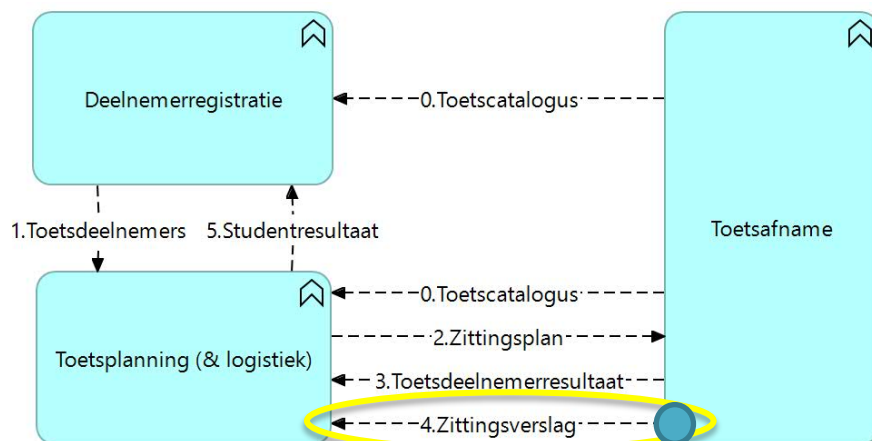 Deelnemerregistratie
0.Toetscatalogus
1.Toetsdeelnemers
5.Studentresultaat
Toetsafname
0.Toetscatalogus
2.Zittingsplan
Toetsplanning (& logistiek)
3.Toetsdeelnemerresultaat
4.Zittingsverslag